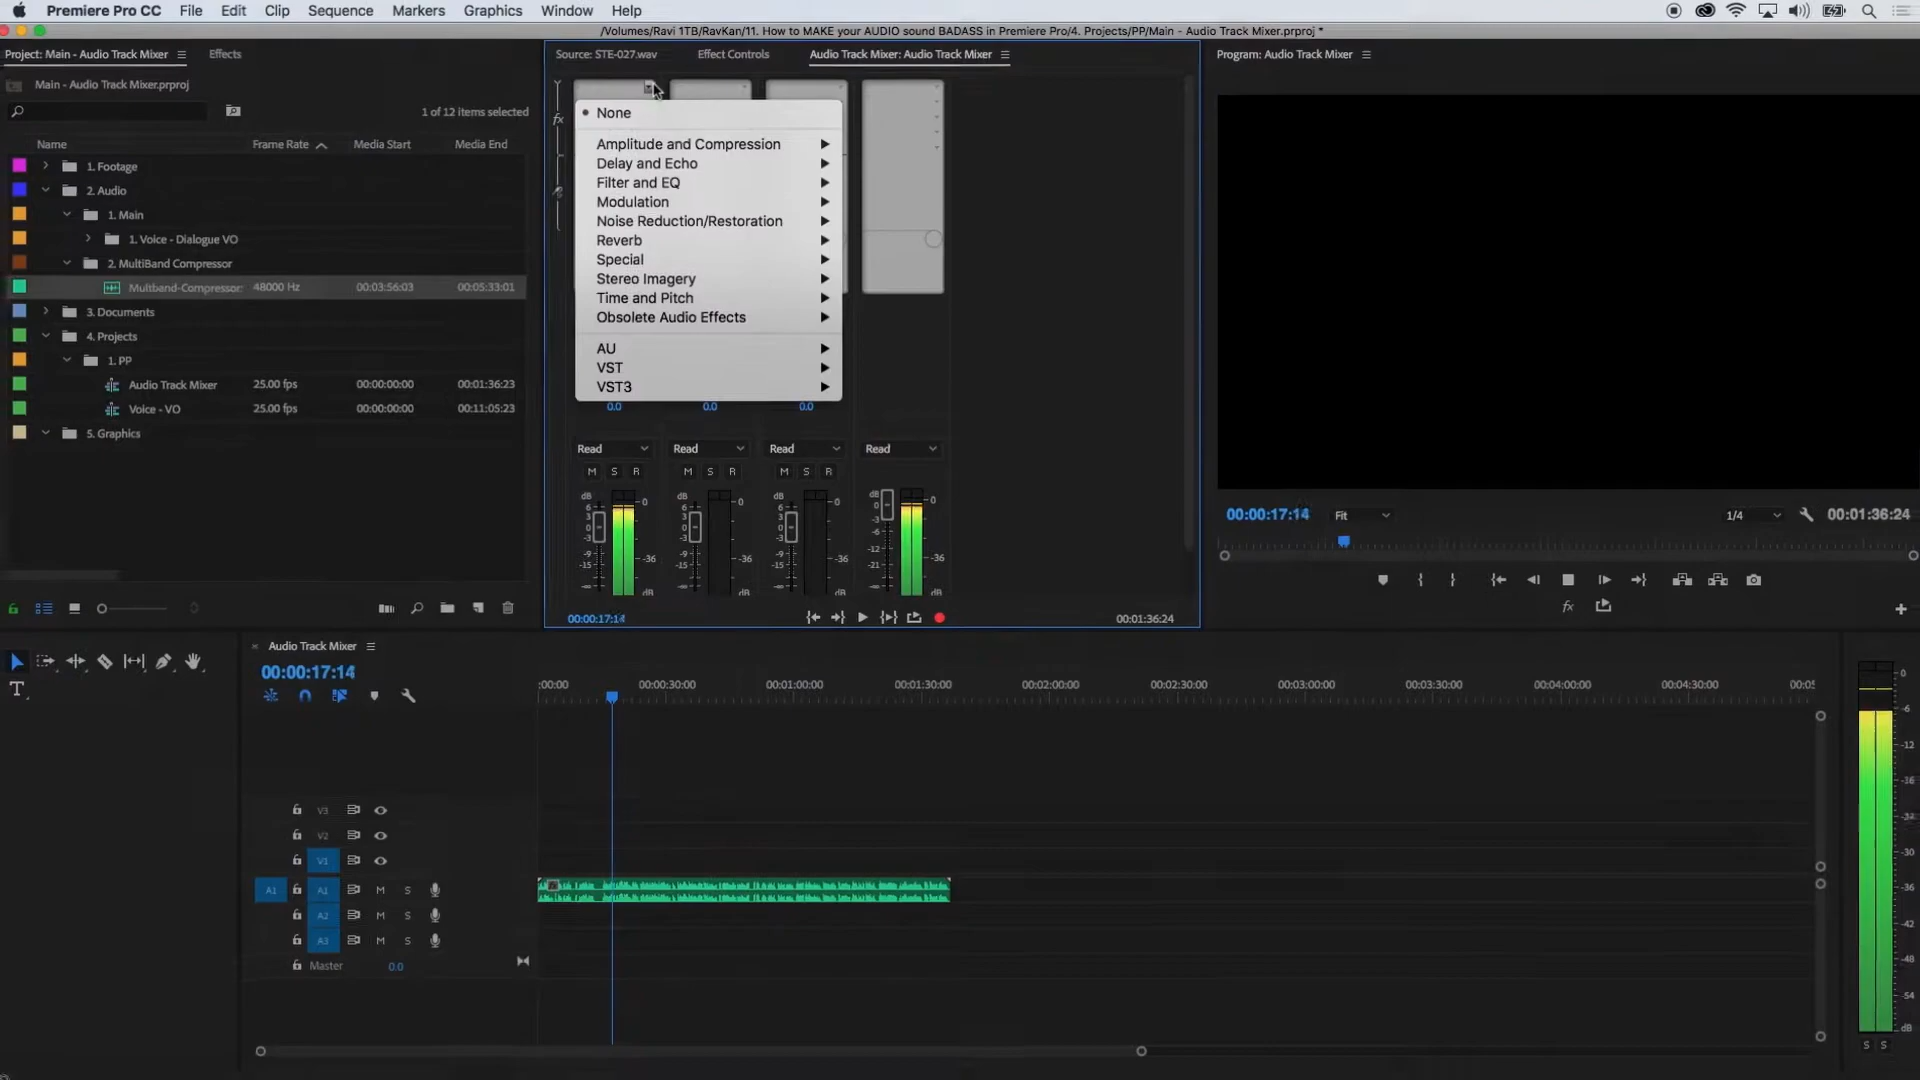 Premiere Pro CC File Edit Clip Sequence Markers Graphics Window Help
/Volumes/Ravi 1TB/RavKan/11. How to MAKE your AUDIO sound BADASS in Premiere Pro/4. Projects/PP/Main - Audio Track Mixer.prproj *
Project: Main - Audio Track Mixer Effects
Main - Audio Track Mixer.prproj
1 of 12 items selected
Name Frame Rate Media Start Media End
1. Footage
2. Audio
1. Main
1. Voice - Dialogue VO
2. MultiBand Compressor
Multband-Compressor: 48000 Hz 00:03:56:03 00:05:33:01
3. Documents
4. Projects
1. PP
Audio Track Mixer 25.00 fps 00:00:00:00 00:01:36:23
Voice - VO 25.00 fps 00:00:00:00 00:11:05:23
5. Graphics
Source: STE-027.wav Effect Controls Audio Track Mixer: Audio Track Mixer
fx
None
Amplitude and Compression
Delay and Echo
Filter and EQ
Modulation
Noise Reduction/Restoration
Reverb
Special
Stereo Imagery
Time and Pitch
Obsolete Audio Effects
AU
VST
VST3
0.0 0.0 0.0
Read Read Read Read
M S R M S R M S R
dB 6 3 0 -3 -9 -15 -∞ 0 -36 dB
dB 6 3 0 -3 -9 -15 -∞ 0 -36 dB
dB 6 3 0 -3 -9 -15 -∞ 0 -36 dB
dB 0 -3 -6 -12 -21 -∞ 0 -36 dB
00:00:17:14 00:01:36:24
Program: Audio Track Mixer
00:00:17:14 Fit 1/4 00:01:36:24
fx
Audio Track Mixer
00:00:17:14
:00:00 00:00:30:00 00:01:00:00 00:01:30:00 00:02:00:00 00:02:30:00 00:03:00:00 00:03:30:00 00:04:00:00 00:04:30:00
T
V3
V2
V1
A1 A1 M S
A2 M S
A3 M S
Master 0.0
0
-6
-12
-30
-48
-54
dB
S S